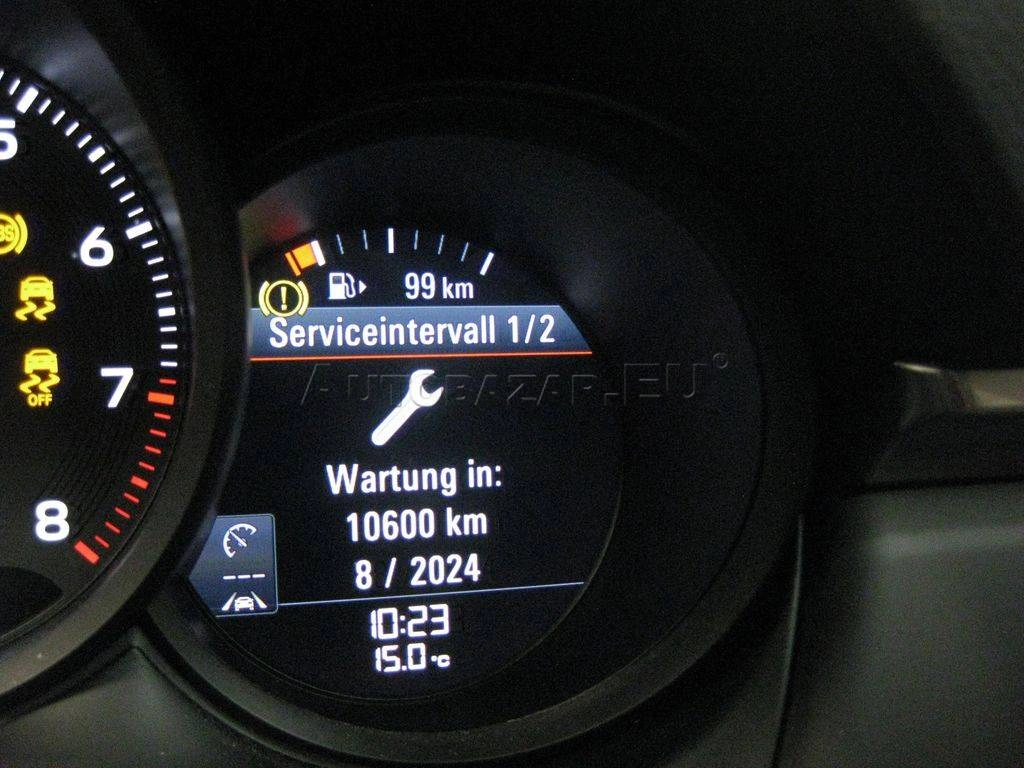 5
6
7
8
ABS
OFF
99 km
Serviceintervall 1/2
AUTOBAZAR.EU
Wartung in:
10600 km
8 / 2024
---
10:23
15.0 °C